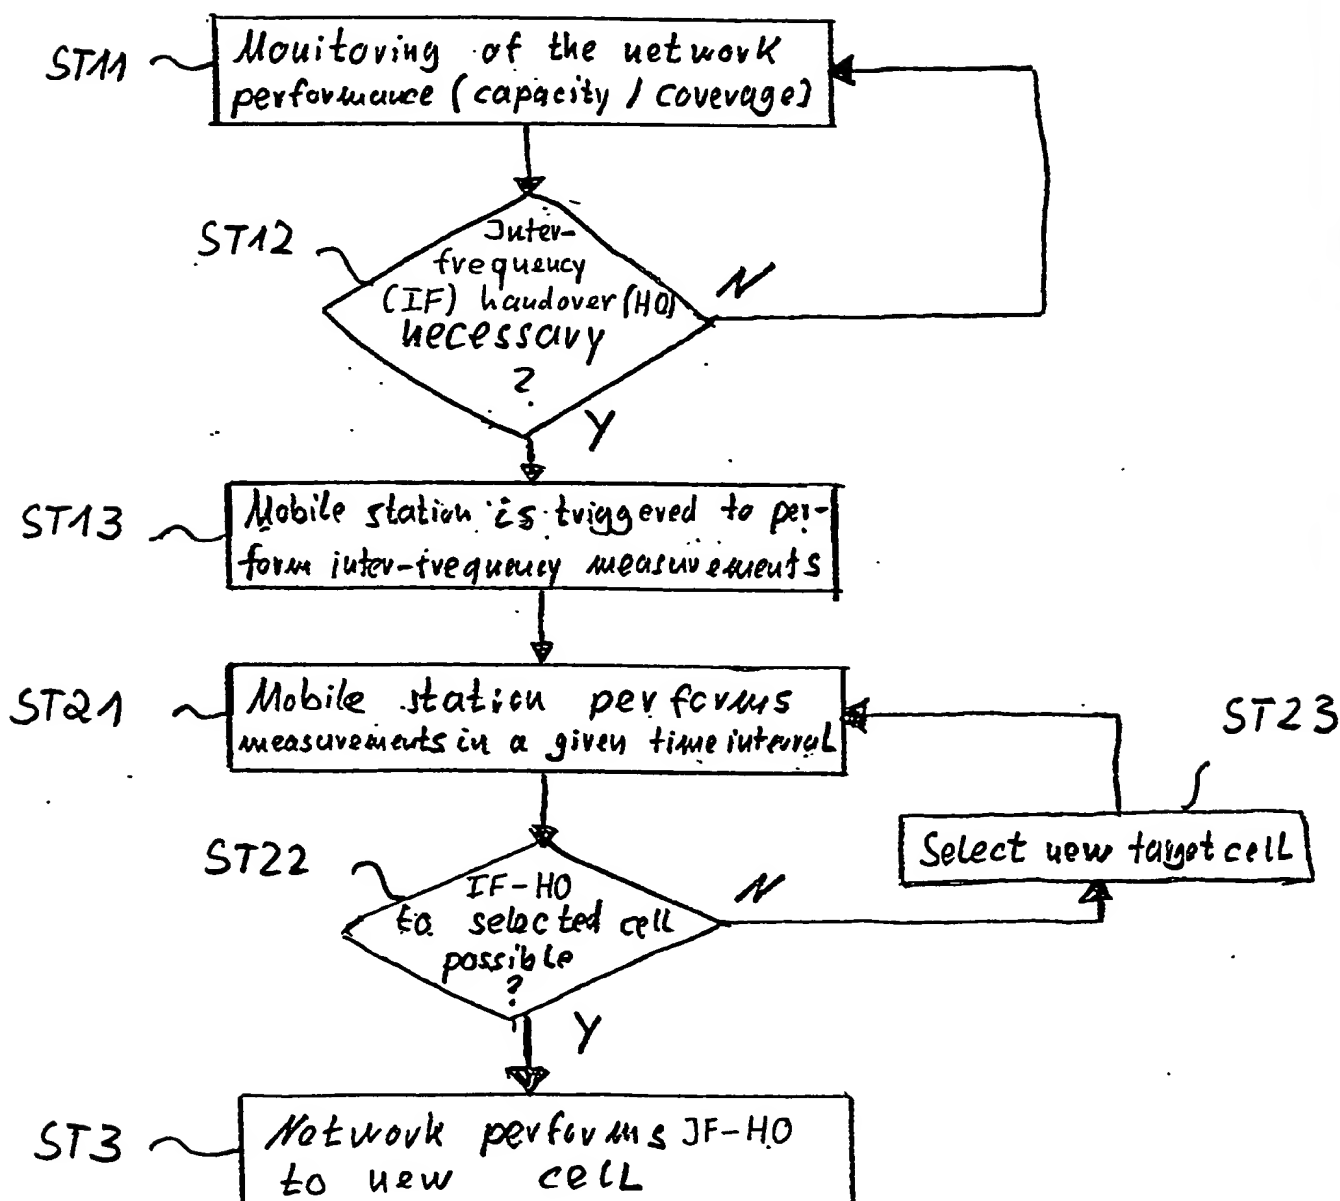 ST11
Monitoring of the network
performance (capacity / coverage)
ST12
Inter-
frequency
(IF) handover (HO)
necessary
?
N
Y
ST13
Mobile station is triggered to per-
form inter-frequency measurements
ST21
Mobile station performs
measurements in a given time interval
ST23
Select new target cell
ST22
IF-HO
to selected cell
possible
?
N
Y
ST3
Network performs IF-HO
to new cell